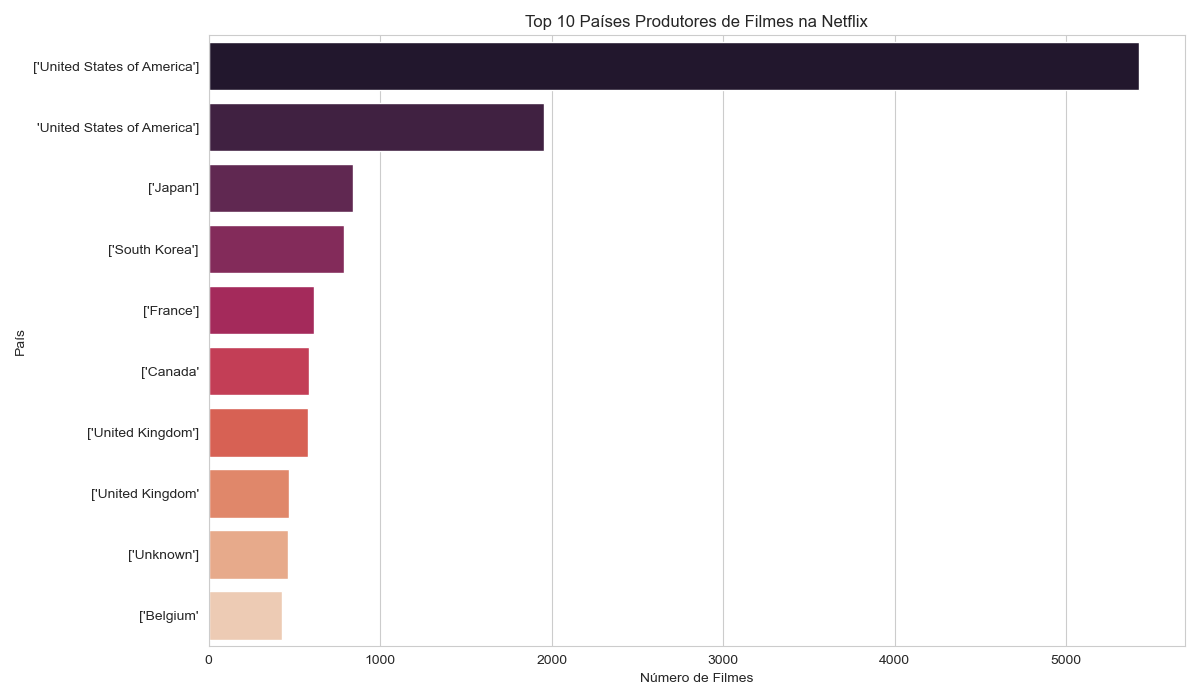 Top 10 Países Produtores de Filmes na Netflix
['United States of America']
'United States of America']
['Japan']
['South Korea']
['France']
['Canada'
['United Kingdom']
['United Kingdom'
['Unknown']
['Belgium'
País
0 1000 2000 3000 4000 5000
Número de Filmes